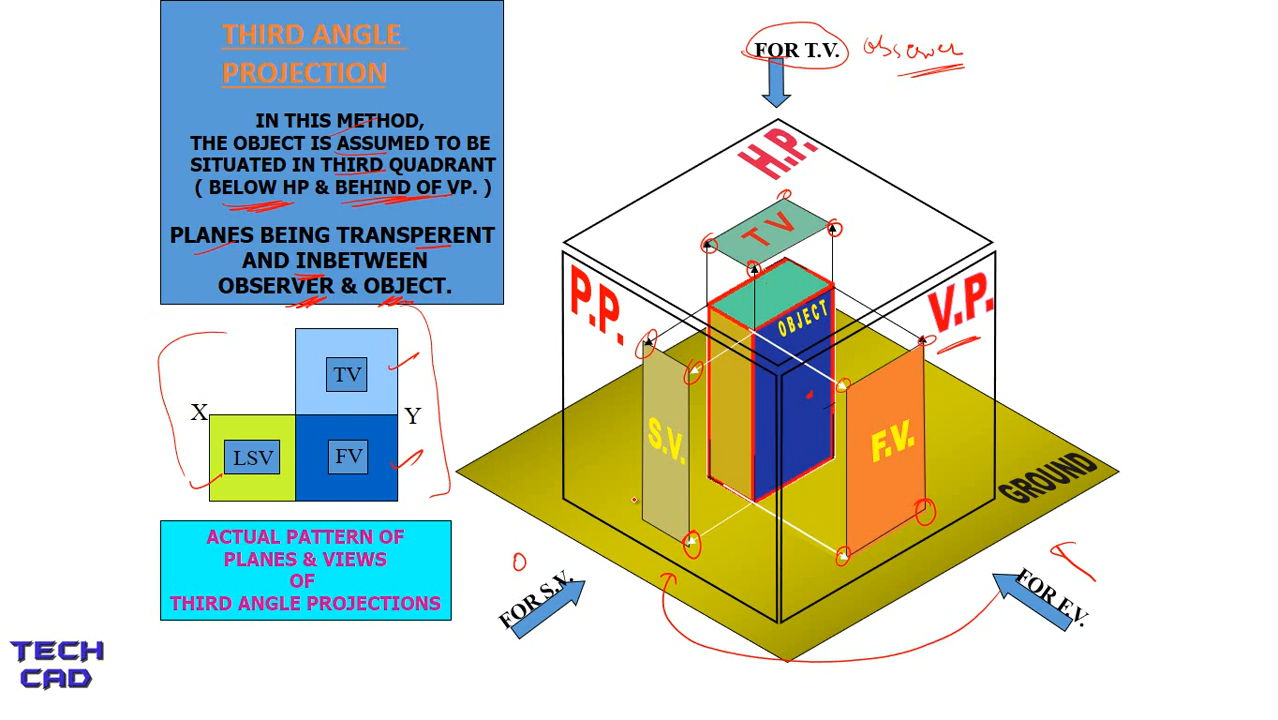 THIRD ANGLE
PROJECTION
IN THIS METHOD,
THE OBJECT IS ASSUMED TO BE
SITUATED IN THIRD QUADRANT
( BELOW HP & BEHIND OF VP. )
PLANES BEING TRANSPERENT
AND INBETWEEN
OBSERVER & OBJECT.
TV
X
Y
LSV
FV
ACTUAL PATTERN OF
PLANES & VIEWS
OF
THIRD ANGLE PROJECTIONS
TECH
CAD
FOR T.V.
observer
H.P.
TV
P.P.
V.P.
OBJECT
S.V.
F.V.
GROUND
FOR S.V.
FOR F.V.